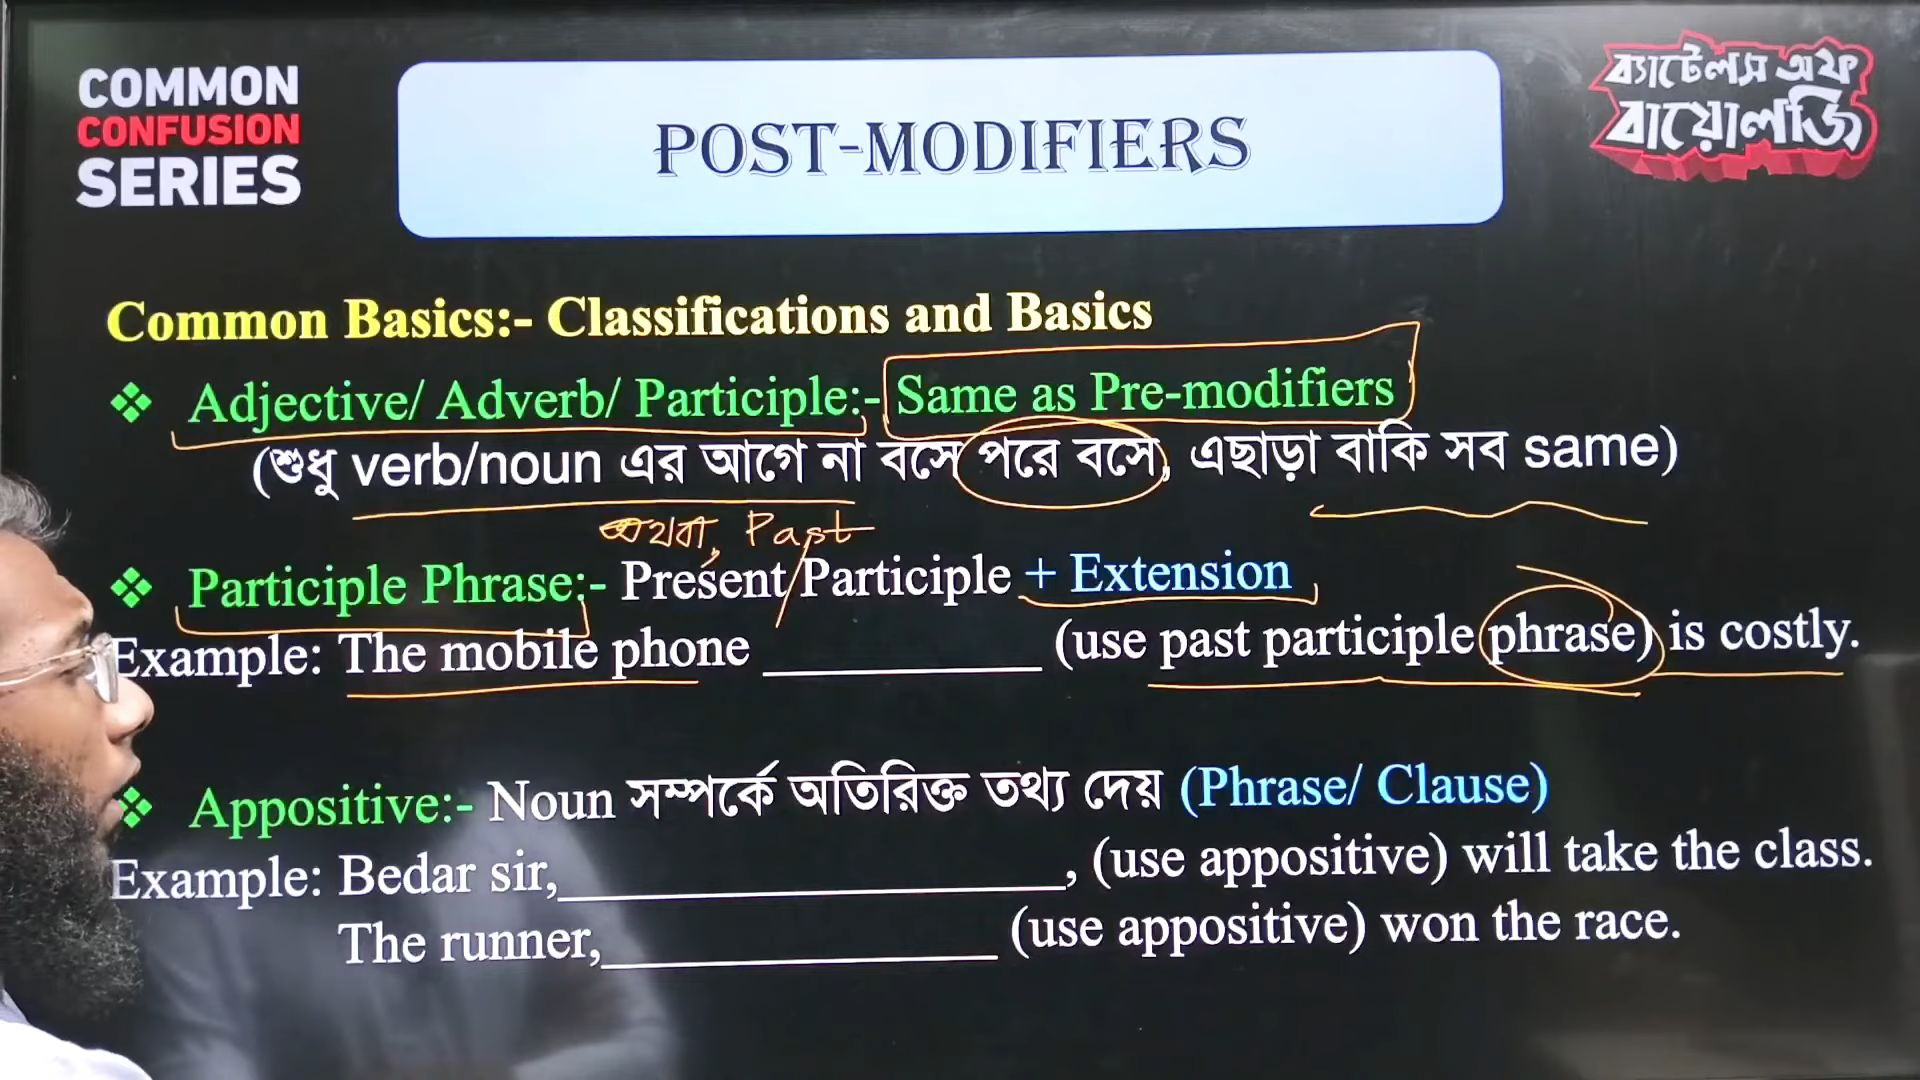 COMMON
CONFUSION
SERIES
POST-MODIFIERS
ব্যাটেলস অফ
বায়োলজি
Common Basics:- Classifications and Basics
❖ Adjective/ Adverb/ Participle:- Same as Pre-modifiers
(শুধু verb/noun এর আগে না বসে পরে বসে, এছাড়া বাকি সব same)
অথবা, Past
❖ Participle Phrase:- Present Participle + Extension
Example: The mobile phone __________ (use past participle phrase) is costly.
❖ Appositive:- Noun সম্পর্কে অতিরিক্ত তথ্য দেয় (Phrase/ Clause)
Example: Bedar sir,__________________, (use appositive) will take the class.
The runner,______________ (use appositive) won the race.